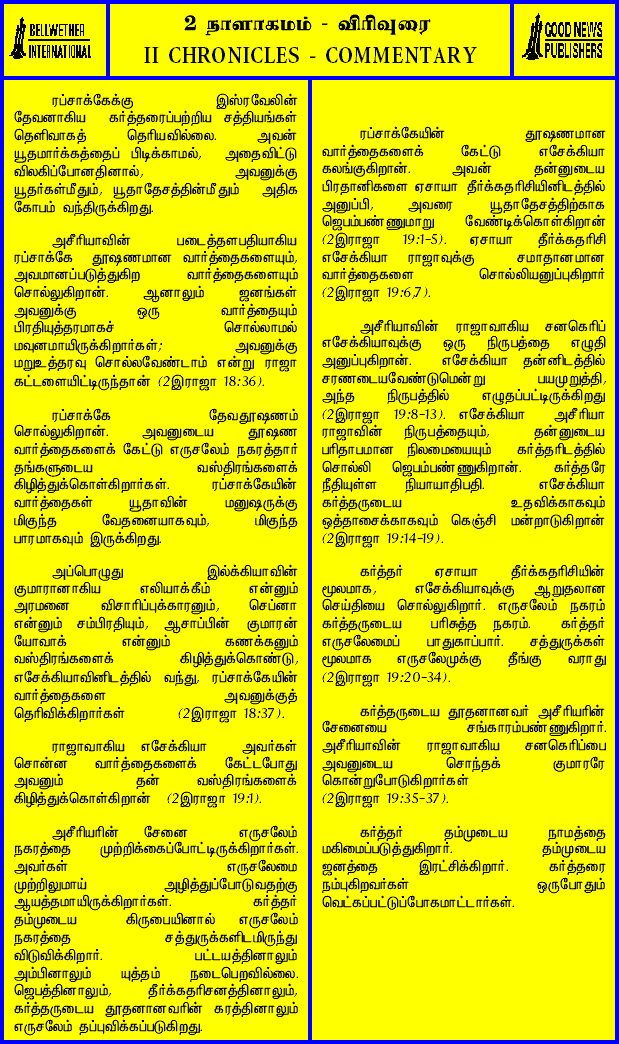 BELLWETHER
INTERNATIONAL
2 நாளாகமம் - விரிவுரை
II CHRONICLES - COMMENTARY
GOOD NEWS
PUBLISHERS
ரப்சாக்கேக்கு இஸ்ரவேலின்
தேவனாகிய கர்த்தரைப்பற்றிய சத்தியங்கள்
தெளிவாகத் தெரியவில்லை. அவன்
யூதமார்க்கத்தைப் பிடிக்காமல், அதைவிட்டு
விலகிப்போனதினால், அவனுக்கு
யூதர்கள்மீதும், யூதாதேசத்தின்மீதும் அதிக
கோபம் வந்திருக்கிறது.
அசீரியாவின் படைத்தளபதியாகிய
ரப்சாக்கே தூஷணமான வார்த்தைகளையும்,
அவமானப்படுத்துகிற வார்த்தைகளையும்
சொல்லுகிறான். ஆனாலும் ஜனங்கள்
அவனுக்கு ஒரு வார்த்தையும்
பிரதியுத்தரமாகச் சொல்லாமல்
மவுனமாயிருக்கிறார்கள்; அவனுக்கு
மறுஉத்தரவு சொல்லவேண்டாம் என்று ராஜா
கட்டளையிட்டிருந்தான் (2இராஜா 18:36).
ரப்சாக்கே தேவதூஷணம்
சொல்லுகிறான். அவனுடைய தூஷண
வார்த்தைகளைக் கேட்டு எருசலேம் நகரத்தார்
தங்களுடைய வஸ்திரங்களைக்
கிழித்துக்கொள்கிறார்கள். ரப்சாக்கேயின்
வார்த்தைகள் யூதாவின் மனுஷருக்கு
மிகுந்த வேதனையாகவும், மிகுந்த
பாரமாகவும் இருக்கிறது.
அப்பொழுது இல்க்கியாவின்
குமாரனாகிய எலியாக்கீம் என்னும்
அரமனை விசாரிப்புக்காரனும், செப்னா
என்னும் சம்பிரதியும், ஆசாப்பின் குமாரன்
யோவாக் என்னும் கணக்கனும்
வஸ்திரங்களைக் கிழித்துக்கொண்டு,
எசேக்கியாவினிடத்தில் வந்து, ரப்சாக்கேயின்
வார்த்தைகளை அவனுக்குத்
தெரிவிக்கிறார்கள் (2இராஜா 18:37).
ராஜாவாகிய எசேக்கியா அவர்கள்
சொன்ன வார்த்தைகளைக் கேட்டபோது
அவனும் தன் வஸ்திரங்களைக்
கிழித்துக்கொள்கிறான் (2இராஜா 19:1).
அசீரியரின் சேனை எருசலேம்
நகரத்தை முற்றிக்கைப்போட்டிருக்கிறார்கள்.
அவர்கள் எருசலேமை
முற்றிலுமாய் அழித்துப்போடுவதற்கு
ஆயத்தமாயிருக்கிறார்கள். கர்த்தர்
தம்முடைய கிருபையினால் எருசலேம்
நகரத்தை சத்துருக்களிடமிருந்து
விடுவிக்கிறார். பட்டயத்தினாலும்
அம்பினாலும் யுத்தம் நடைபெறவில்லை.
ஜெபத்தினாலும், தீர்க்கதரிசனத்தினாலும்,
கர்த்தருடைய தூதனானவரின் கரத்தினாலும்
எருசலேம் தப்புவிக்கப்படுகிறது.
ரப்சாக்கேயின் தூஷணமான
வார்த்தைகளைக் கேட்டு எசேக்கியா
கலங்குகிறான். அவன் தன்னுடைய
பிரதானிகளை ஏசாயா தீர்க்கதரிசியினிடத்தில்
அனுப்பி, அவரை யூதாதேசத்திற்காக
ஜெபம்பண்ணுமாறு வேண்டிக்கொள்கிறான்
(2இராஜா 19:1-5). ஏசாயா தீர்க்கதரிசி
எசேக்கியா ராஜாவுக்கு சமாதானமான
வார்த்தைகளை சொல்லியனுப்புகிறார்
(2இராஜா 19:6,7).
அசீரியாவின் ராஜாவாகிய சனகெரிப்
எசேக்கியாவுக்கு ஒரு நிருபத்தை எழுதி
அனுப்புகிறான். எசேக்கியா தன்னிடத்தில்
சரணடையவேண்டுமென்று பயமுறுத்தி,
அந்த நிருபத்தில் எழுதப்பட்டிருக்கிறது
(2இராஜா 19:8-13). எசேக்கியா அசீரியா
ராஜாவின் நிருபத்தையும், தன்னுடைய
பரிதாபமான நிலமையையும் கர்த்தரிடத்தில்
சொல்லி ஜெபம்பண்ணுகிறான். கர்த்தரே
நீதியுள்ள நியாயாதிபதி. எசேக்கியா
கர்த்தருடைய உதவிக்காகவும்
ஒத்தாசைக்காகவும் கெஞ்சி மன்றாடுகிறான்
(2இராஜா 19:14-19).
கர்த்தர் ஏசாயா தீர்க்கதரிசியின்
மூலமாக, எசேக்கியாவுக்கு ஆறுதலான
செய்தியை சொல்லுகிறார். எருசலேம் நகரம்
கர்த்தருடைய பரிசுத்த நகரம். கர்த்தர்
எருசலேமைப் பாதுகாப்பார். சத்துருக்கள்
மூலமாக எருசலேமுக்கு தீங்கு வராது
(2இராஜா 19:20-34).
கர்த்தருடைய தூதனானவர் அசீரியரின்
சேனையை சங்காரம்பண்ணுகிறார்.
அசீரியாவின் ராஜாவாகிய சனகெரிப்பை
அவனுடைய சொந்தக் குமாரரே
கொன்றுபோடுகிறார்கள்
(2இராஜா 19:35-37).
கர்த்தர் தம்முடைய நாமத்தை
மகிமைப்படுத்துகிறார். தம்முடைய
ஜனத்தை இரட்சிக்கிறார். கர்த்தரை
நம்புகிறவர்கள் ஒருபோதும்
வெட்கப்பட்டுப்போகமாட்டார்கள்.